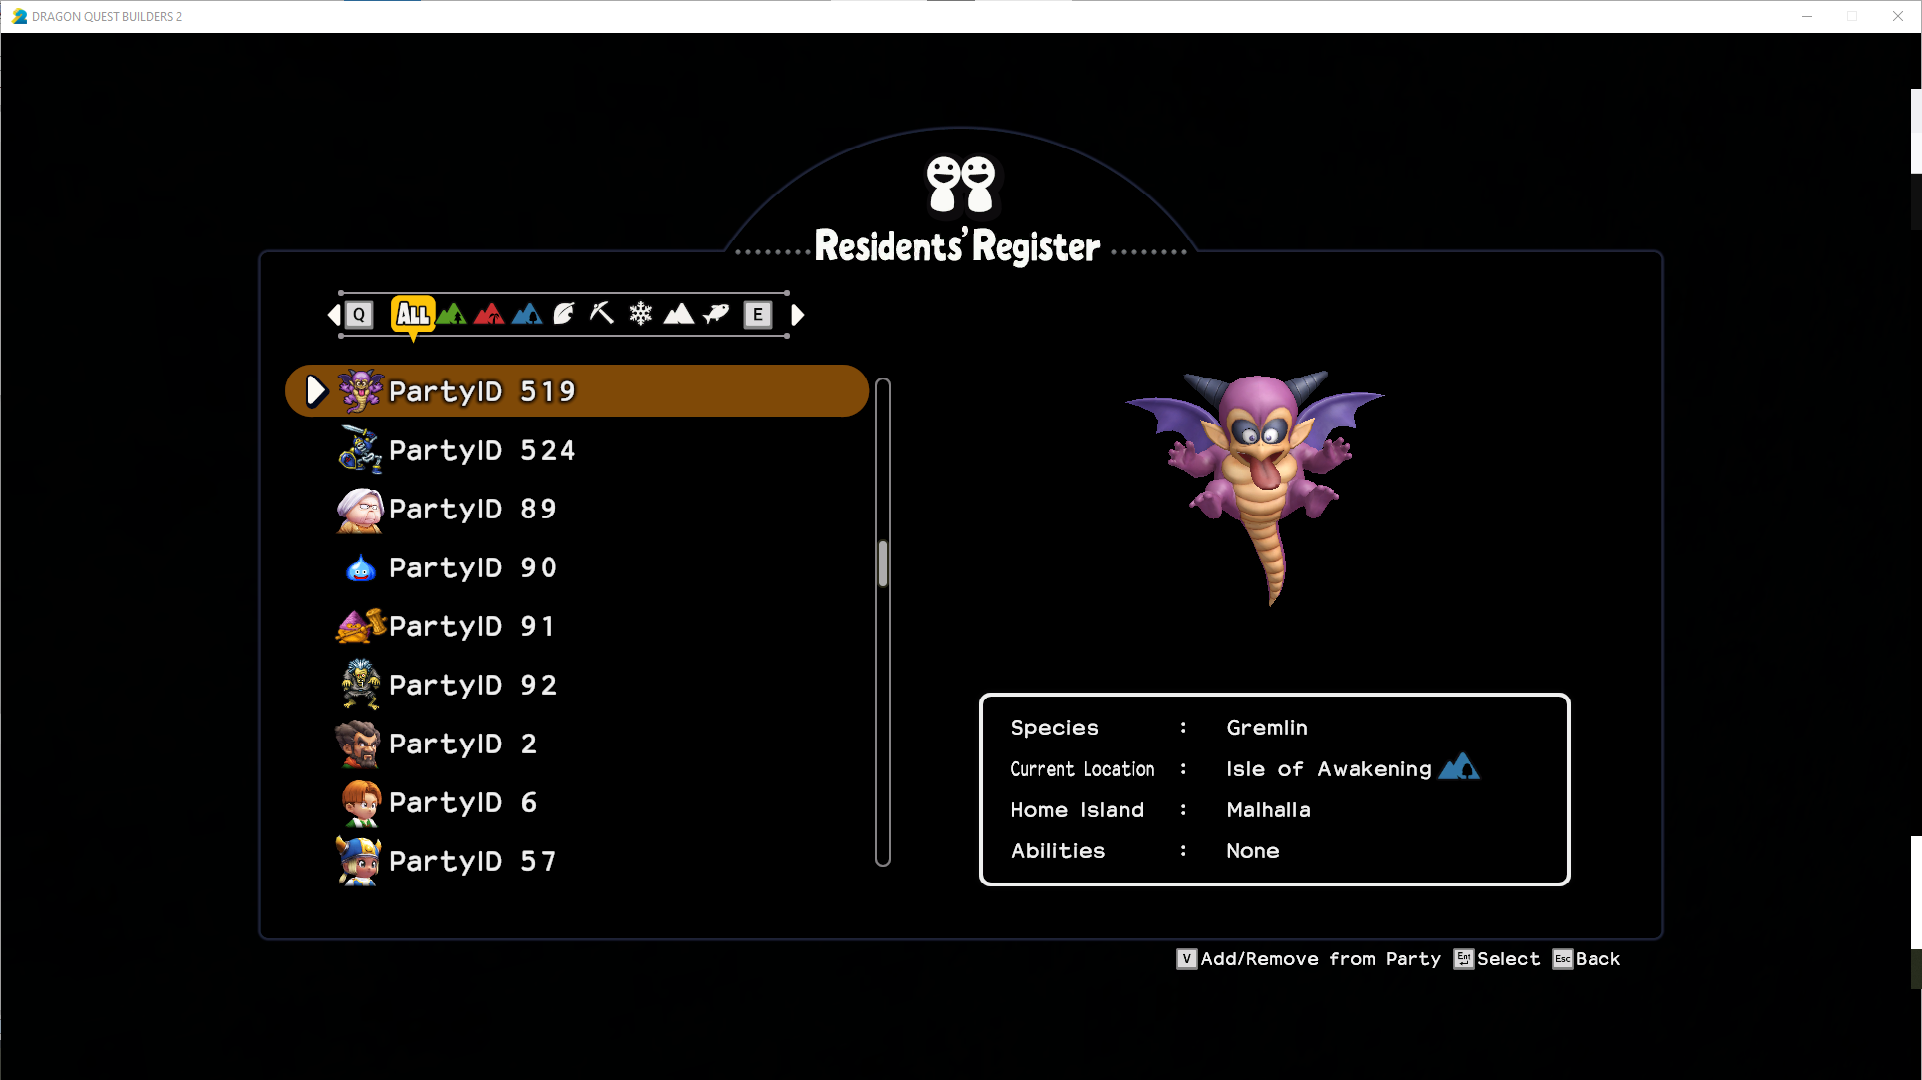 DRAGON QUEST BUILDERS 2
Residents' Register
Q ALL E
PartyID 519
PartyID 524
PartyID 89
PartyID 90
PartyID 91
PartyID 92
PartyID 2
PartyID 6
PartyID 57
Species : Gremlin
Current Location : Isle of Awakening
Home Island : Malhalla
Abilities : None
V Add/Remove from Party Ent Select Esc Back